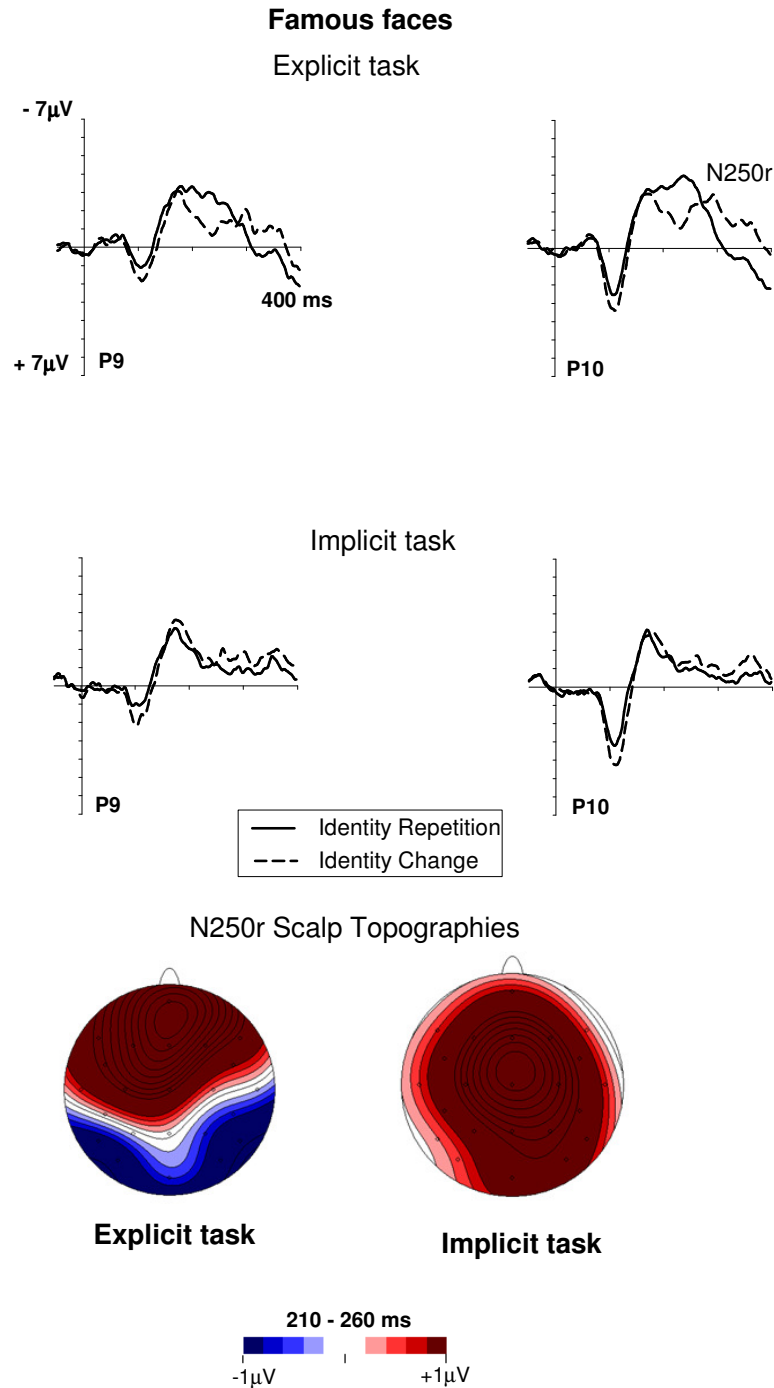 Famous faces
Explicit task
- 7µV
N250r
400 ms
+ 7µV
P9
P10
Implicit task
P9
P10
Identity Repetition
Identity Change
N250r Scalp Topographies
Explicit task
Implicit task
210 - 260 ms
-1µV
+1µV